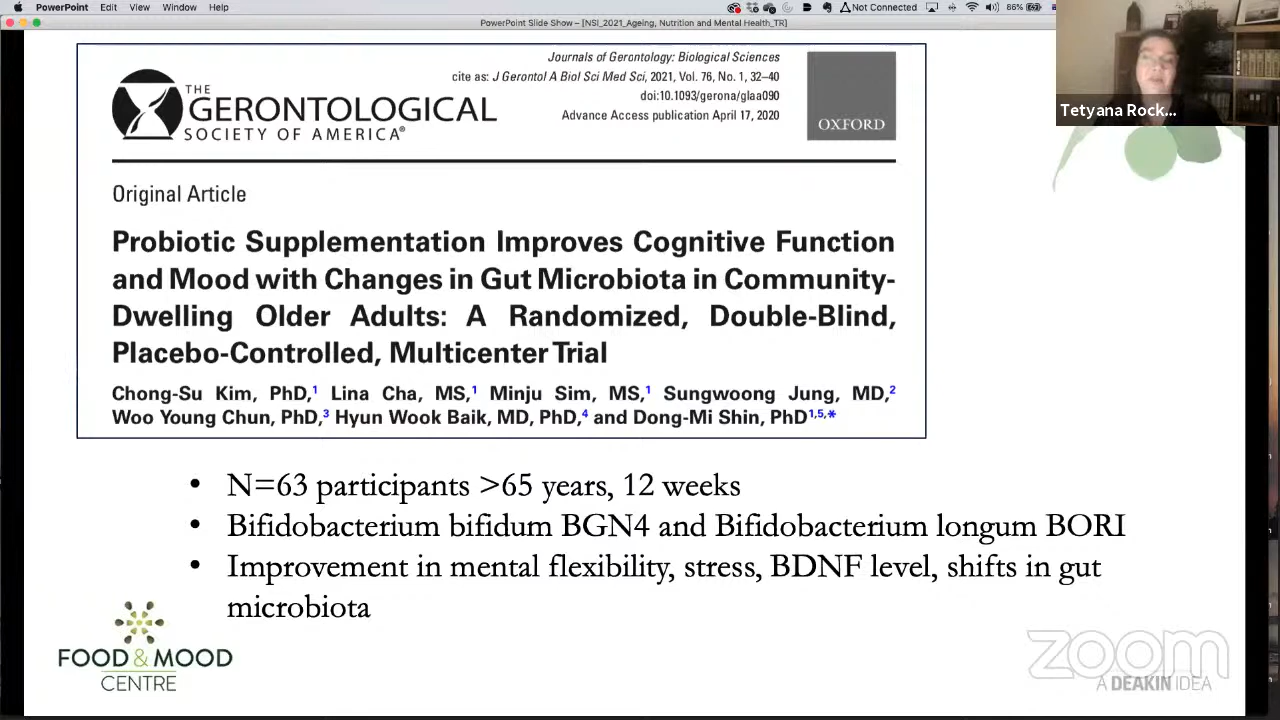 PowerPoint Edit View Window Help
Not Connected
86%
PowerPoint Slide Show – [NSI_2021_Ageing, Nutrition and Mental Health_TR]
Tetyana Rock...
THE
GERONTOLOGICAL
SOCIETY OF AMERICA®
Journals of Gerontology: Biological Sciences
cite as: J Gerontol A Biol Sci Med Sci, 2021, Vol. 76, No. 1, 32–40
doi:10.1093/gerona/glaa090
Advance Access publication April 17, 2020
OXFORD
Original Article
Probiotic Supplementation Improves Cognitive Function
and Mood with Changes in Gut Microbiota in Community-
Dwelling Older Adults: A Randomized, Double-Blind,
Placebo-Controlled, Multicenter Trial
Chong-Su Kim, PhD,1 Lina Cha, MS,1 Minju Sim, MS,1 Sungwoong Jung, MD,2
Woo Young Chun, PhD,3 Hyun Wook Baik, MD, PhD,4 and Dong-Mi Shin, PhD1,5,*
• N=63 participants >65 years, 12 weeks
• Bifidobacterium bifidum BGN4 and Bifidobacterium longum BORI
• Improvement in mental flexibility, stress, BDNF level, shifts in gut
microbiota
FOOD & MOOD
CENTRE
zoom
A DEAKIN IDEA